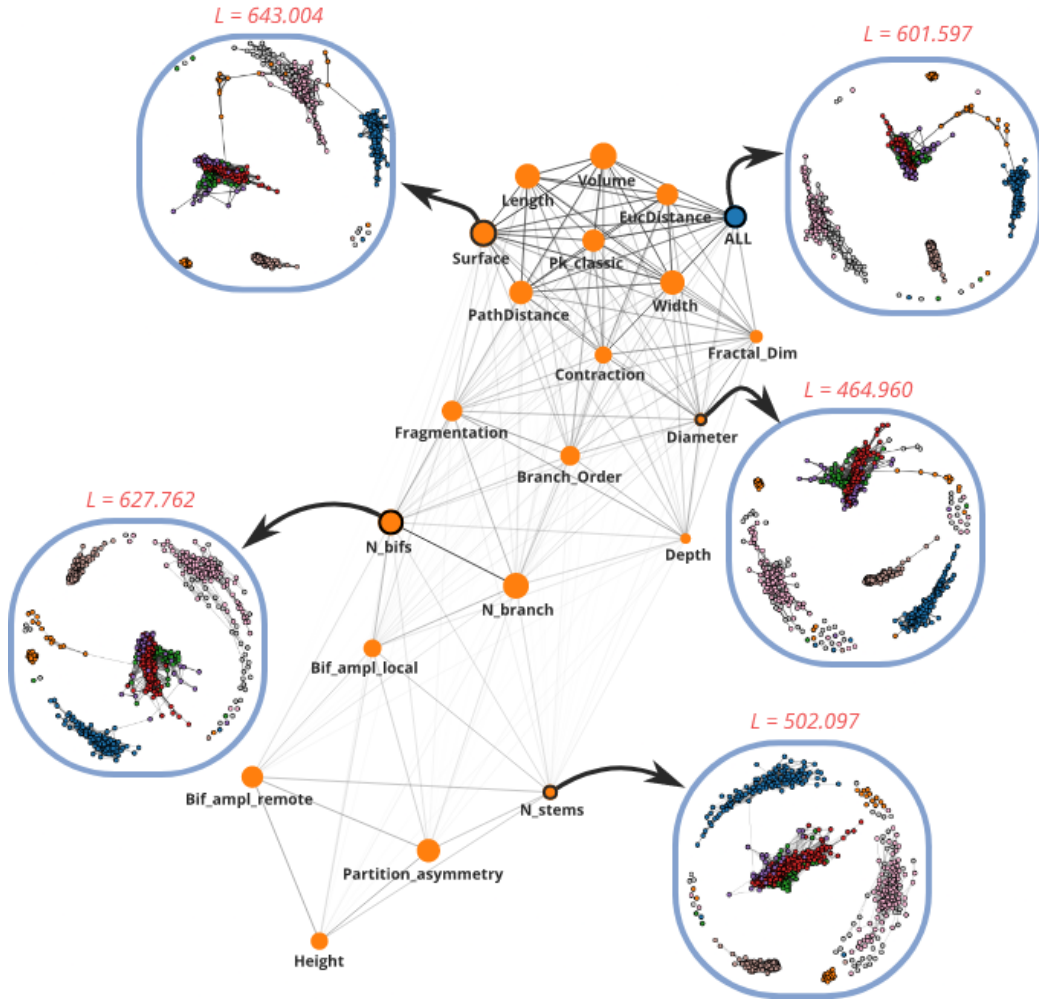 L = 643.004
L = 601.597
Volume
Length
EucDistance
ALL
Surface
Pk_classic
Width
PathDistance
Fractal_Dim
Contraction
L = 464.960
Fragmentation
Diameter
Branch_Order
L = 627.762
N_bifs
Depth
N_branch
Bif_ampl_local
L = 502.097
Bif_ampl_remote
N_stems
Partition_asymmetry
Height